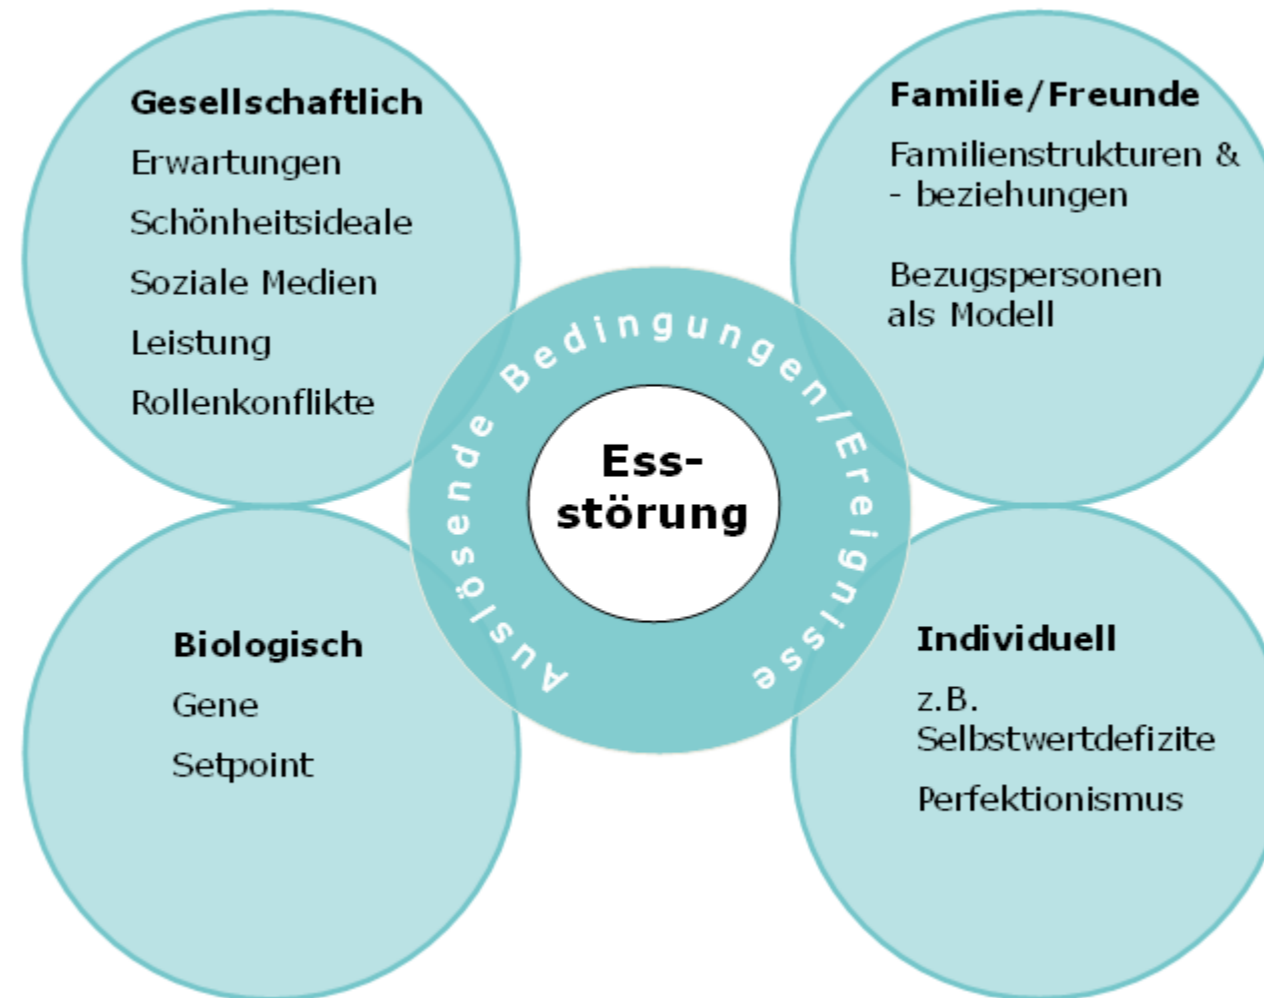 Gesellschaftlich
Erwartungen
Schönheitsideale
Soziale Medien
Leistung
Rollenkonflikte
Familie/Freunde
Familienstrukturen &
- beziehungen
Bezugspersonen
als Modell
Auslösende Bedingungen/Ereignisse
Ess-
störung
Biologisch
Gene
Setpoint
Individuell
z.B.
Selbstwertdefizite
Perfektionismus